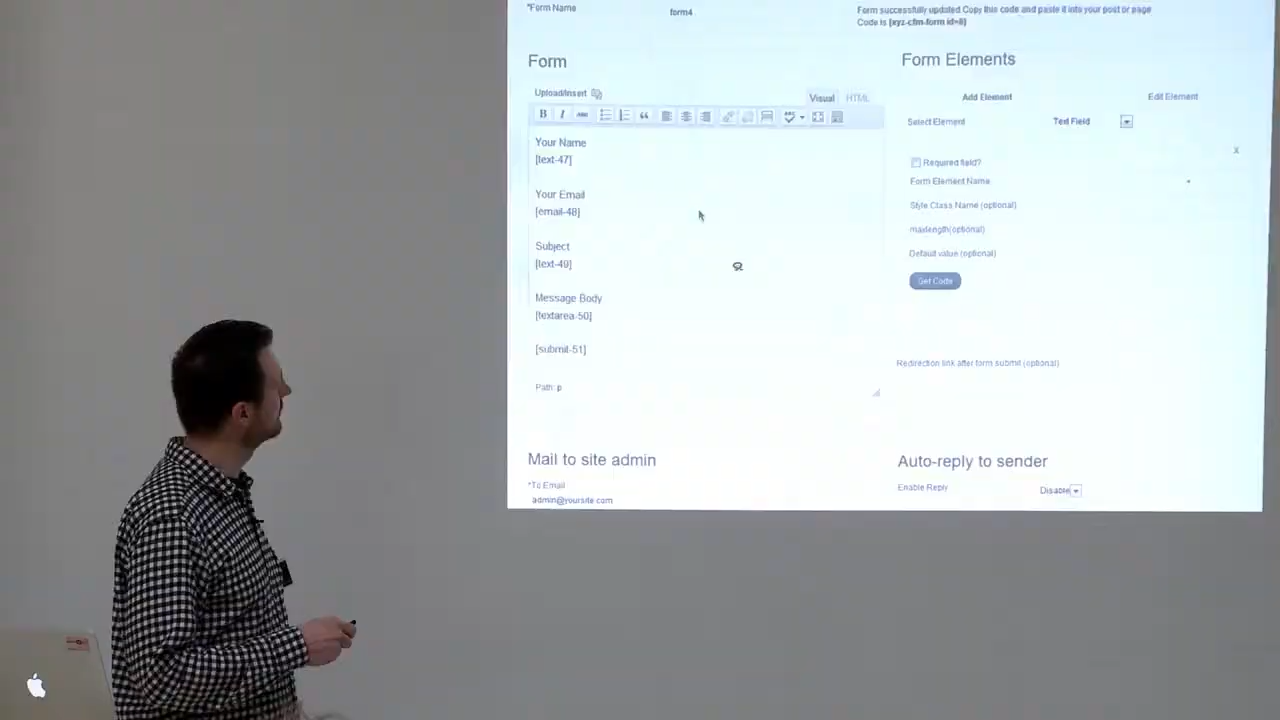 *Form Name
form4
Form successfully updated Copy this code and paste it into your post or page
Code is [xyz-cfm-form id=8]
Form
Upload/Insert
Visual HTML
B I ABC
Your Name
[text-47]
Your Email
[email-48]
Subject
[text-49]
Message Body
[textarea-50]
[submit-51]
Path: p
Form Elements
Add Element
Edit Element
Select Element
Text Field
X
Required field?
Form Element Name
*
Style Class Name (optional)
maxlength(optional)
Default value (optional)
Get Code
Redirection link after form submit (optional)
Mail to site admin
*To Email
admin@yoursite.com
Auto-reply to sender
Enable Reply
Disable